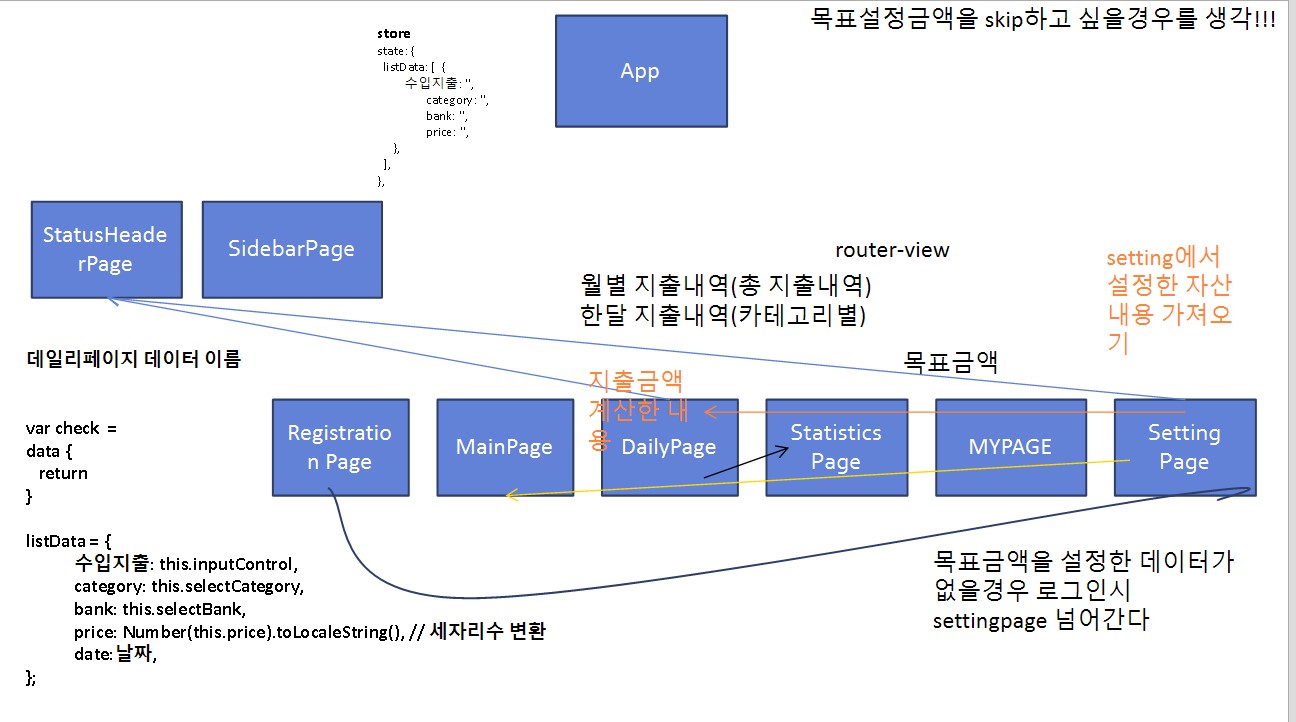 목표설정금액을 skip하고 싶을경우를 생각!!!
store
state: {
listData: [ {
수입지출: '',
category: '',
bank: '',
price: '',
},
],
},
App
StatusHeade
rPage
SidebarPage
router-view
월별 지출내역(총 지출내역)
한달 지출내역(카테고리별)
setting에서
설정한 자산
내용 가져오
기
목표금액
데일리페이지 데이터 이름
지출금액
계산한 내
용
Registratio
n Page
MainPage
DailyPage
Statistics
Page
MYPAGE
Setting
Page
var check =
data {
return
}
listData = {
수입지출: this.inputControl,
category: this.selectCategory,
bank: this.selectBank,
price: Number(this.price).toLocaleString(), // 세자리수 변환
date: 날짜,
};
목표금액을 설정한 데이터가
없을경우 로그인시
settingpage 넘어간다